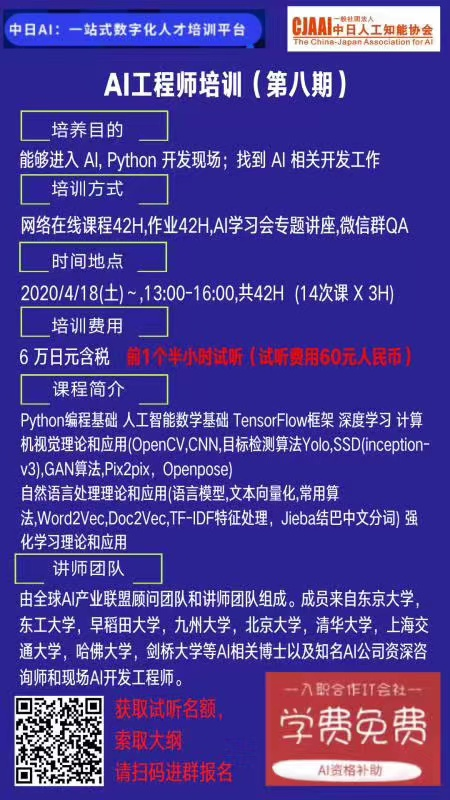 中日AI：一站式数字化人才培训平台
CJAAI一般社团法人
中日人工知能协会
The China-Japan Association for AI
AI工程师培训（第八期）
培养目的
能够进入 AI, Python 开发现场；找到 AI 相关开发工作
培训方式
网络在线课程42H,作业42H,AI学习会专题讲座,微信群QA
时间地点
2020/4/18(土)～,13:00-16:00,共42H（14次课 X 3H)
培训费用
6 万日元含税 前1个半小时试听（试听费用60元人民币）
课程简介
Python编程基础 人工智能数学基础 TensorFlow框架 深度学习 计算
机视觉理论和应用(OpenCV,CNN,目标检测算法Yolo,SSD(inception-
v3),GAN算法,Pix2pix，Openpose)
自然语言处理理论和应用(语言模型,文本向量化,常用算
法,Word2Vec,Doc2Vec,TF-IDF特征处理，Jieba结巴中文分词) 强
化学习理论和应用
讲师团队
由全球AI产业联盟顾问团队和讲师团队组成。成员来自东京大学，
东工大学，早稻田大学，九州大学，北京大学，清华大学，上海交
通大学，哈佛大学，剑桥大学等AI相关博士以及知名AI公司资深咨
询师和现场AI开发工程师。
获取试听名额，
索取大纲
请扫码进群报名
入职合作IT会社
学费免费
AI资格补助